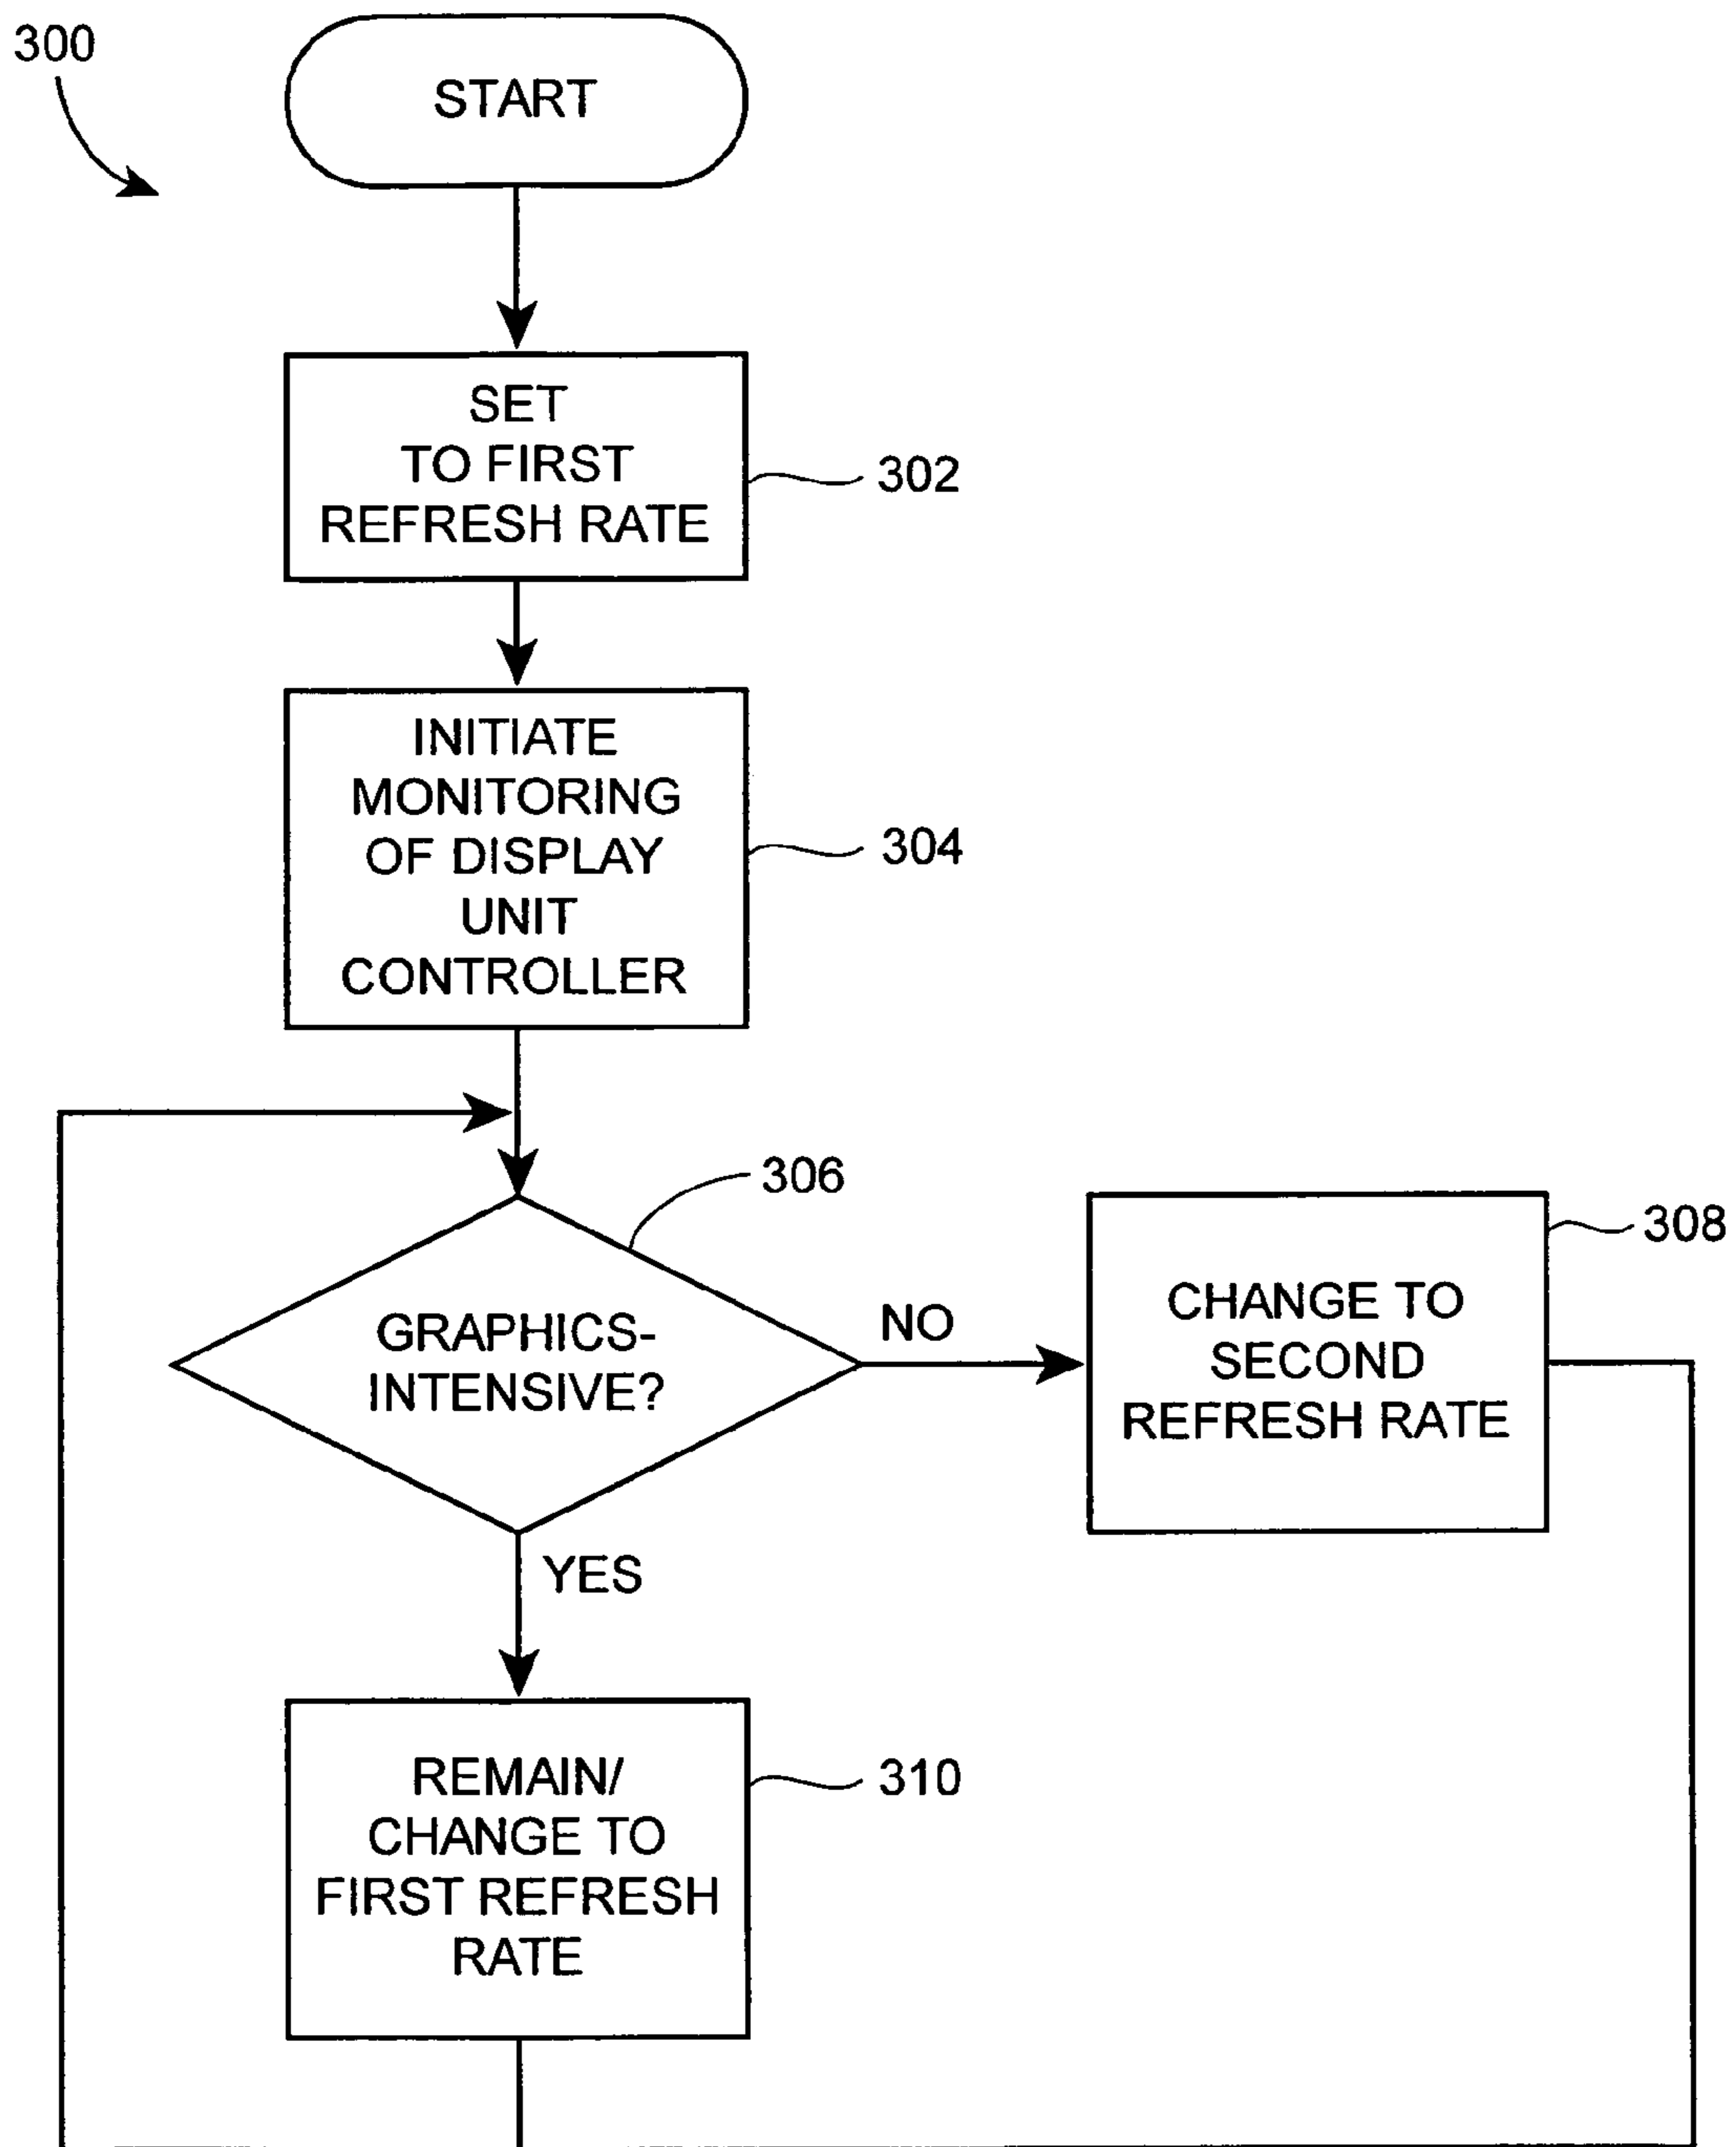 300
START
SET
TO FIRST
REFRESH RATE
302
INITIATE
MONITORING
OF DISPLAY
UNIT
CONTROLLER
304
306
GRAPHICS-
INTENSIVE?
NO
308
CHANGE TO
SECOND
REFRESH RATE
YES
REMAIN/
CHANGE TO
FIRST REFRESH
RATE
310